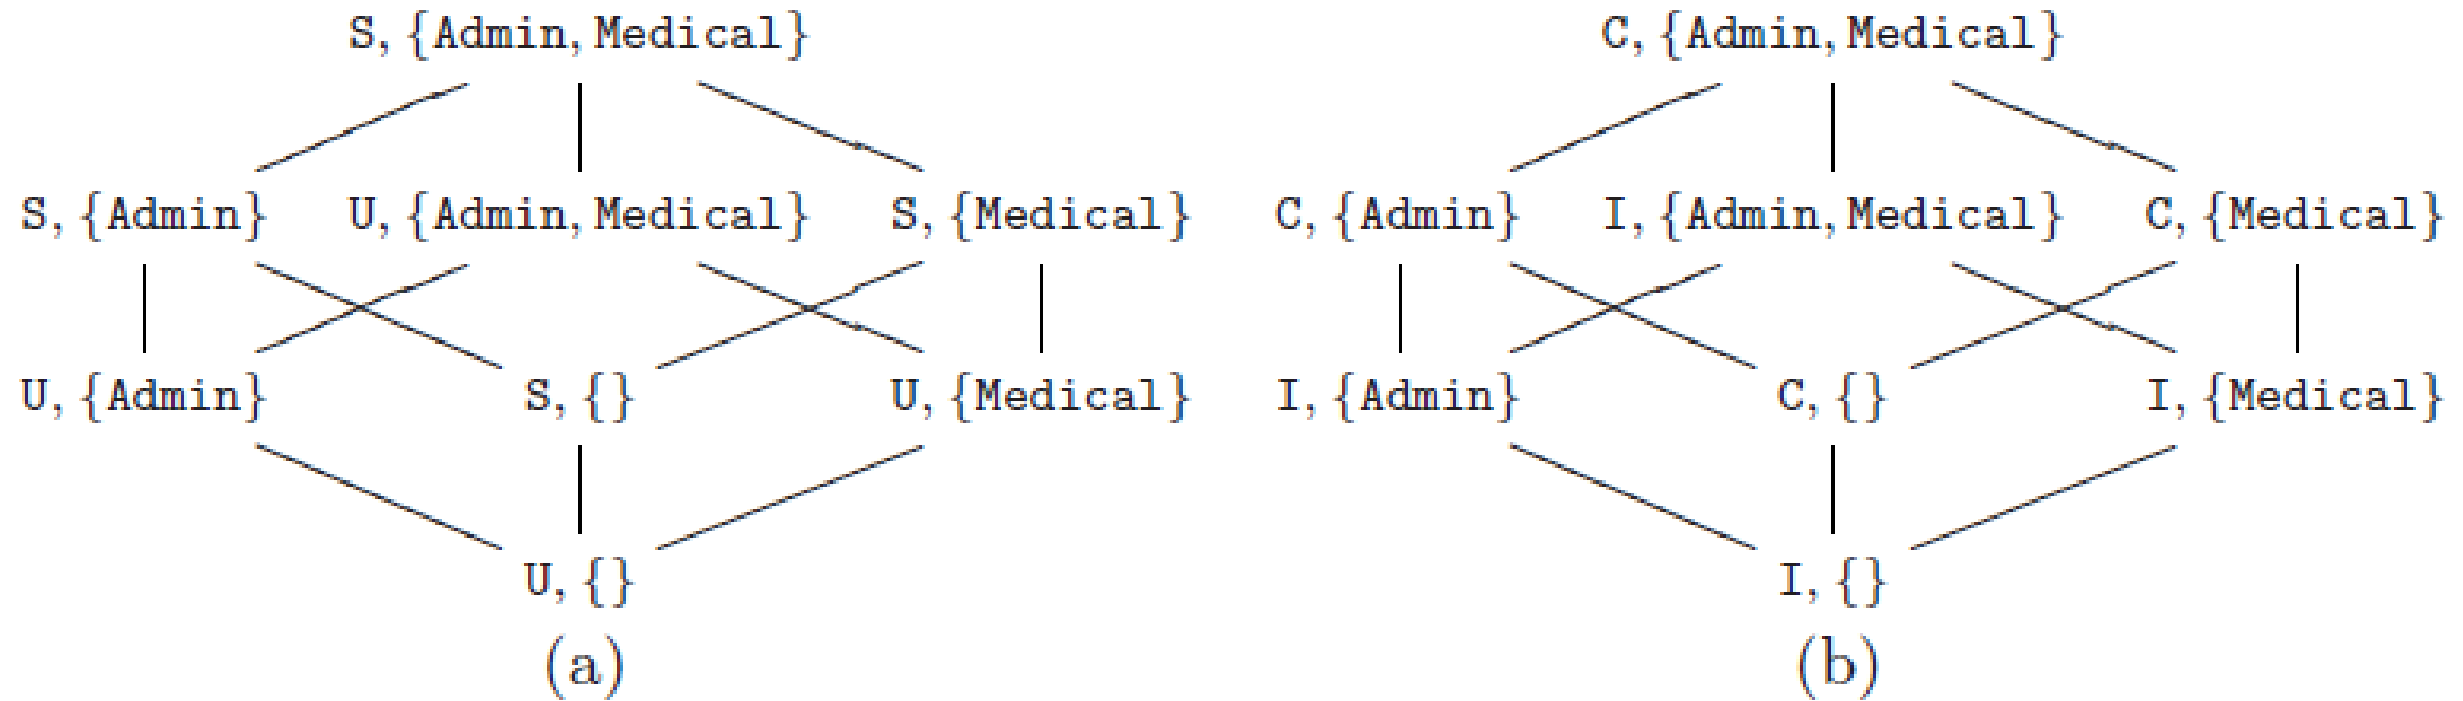 S, {Admin, Medical}
S, {Admin} U, {Admin, Medical} S, {Medical}
U, {Admin} S, {} U, {Medical}
U, {}
(a)
C, {Admin, Medical}
C, {Admin} I, {Admin, Medical} C, {Medical}
I, {Admin} C, {} I, {Medical}
I, {}
(b)